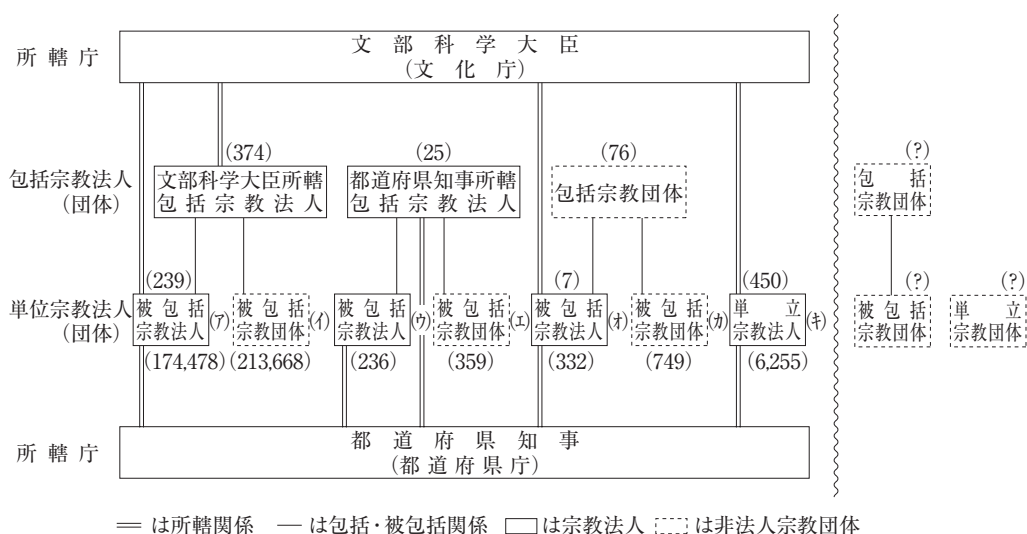 所轄庁
文部科学大臣
(文化庁)
(374)
(25)
(76)
(?)
包括宗教法人
(団体)
文部科学大臣所轄
包括宗教法人
都道府県知事所轄
包括宗教法人
包括宗教団体
包括
宗教団体
(239)
(7)
(450)
(?)
(?)
単位宗教法人
(団体)
被包括
宗教法人
(ア)
被包括
宗教団体
(イ)
被包括
宗教法人
(ウ)
被包括
宗教団体
(エ)
被包括
宗教法人
(オ)
被包括
宗教団体
(カ)
単立
宗教法人
(キ)
被包括
宗教団体
単立
宗教団体
(174,478)
(213,668)
(236)
(359)
(332)
(749)
(6,255)
所轄庁
都道府県知事
(都道府県庁)
は所轄関係 は包括・被包括関係 は宗教法人 は非法人宗教団体